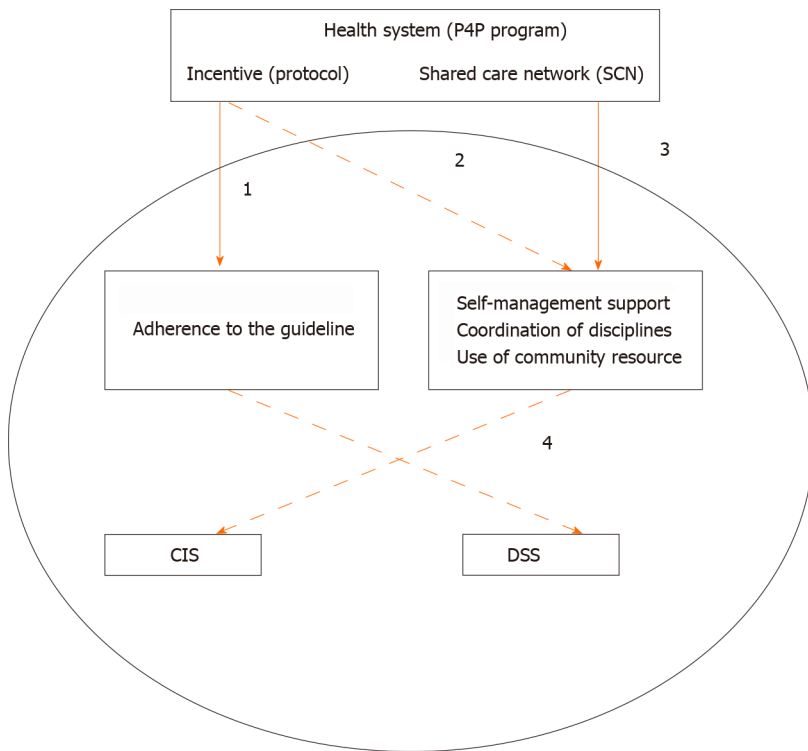 Health system (P4P program)
Incentive (protocol)
Shared care network (SCN)
3
2
1
Self-management support
Adherence to the guideline
Coordination of disciplines
Use of community resource
4
CIS
DSS